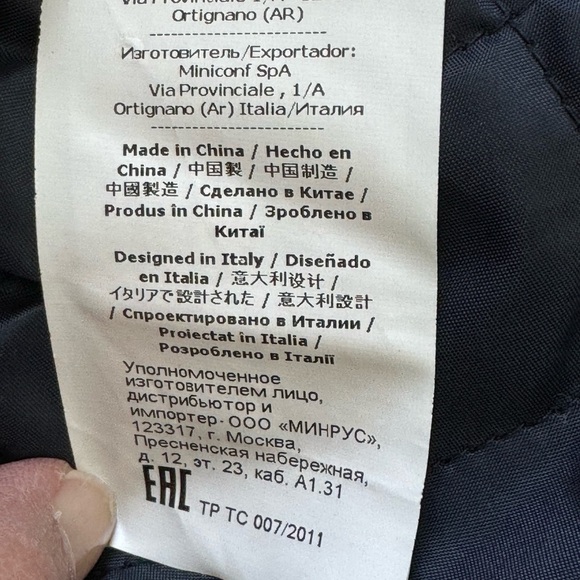 Ortignano (AR)
Изготовитель/Exportador:
Miniconf SpA
Via Provinciale , 1/A
Ortignano (Ar) Italia/Италия
Made in China / Hecho en
China / 中国製 / 中国制造 /
中國製造 / Сделано в Китае /
Produs în China / Зроблено в
Китаї
Designed in Italy / Diseñado
en Italia / 意大利设计 /
イタリアで設計された / 意大利設計
/ Спроектировано в Италии /
Proiectat in Italia /
Розроблено в Італії
Уполномоченное
изготовителем лицо,
дистрибьютор и
импортер- ООО «МИНРУС»,
123317, г. Москва,
Пресненская набережная,
д. 12, эт. 23, каб. A1.31
EAC ТР ТС 007/2011